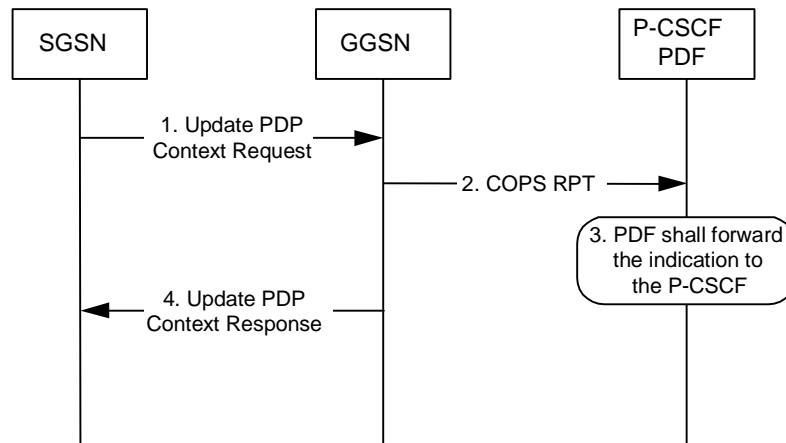 SGSN
GGSN
P-CSCF
PDF
1. Update PDP
Context Request
2. COPS RPT
3. PDF shall forward
the indication to
the P-CSCF
4. Update PDP
Context Response